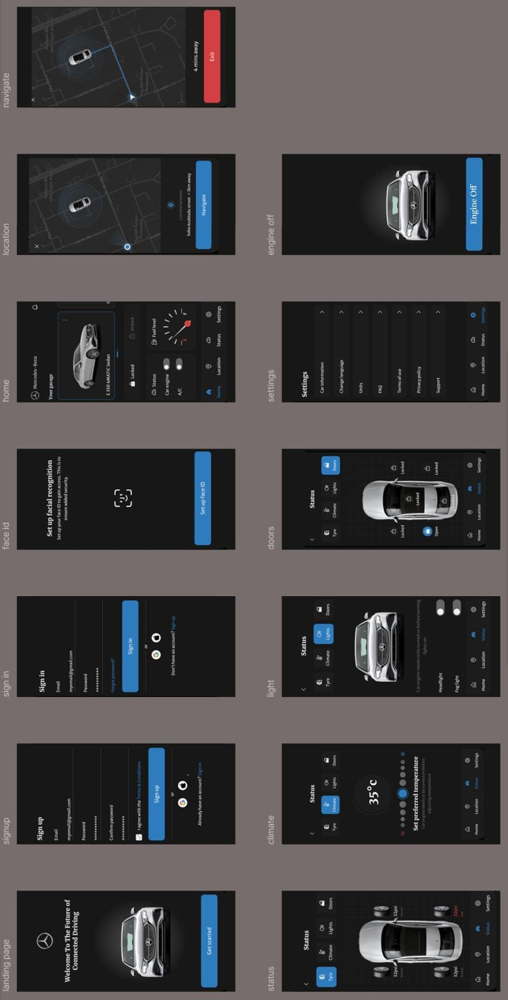 landing page
Welcome To The Future of
Connected Driving
Get started
signup
Sign up
Email
myemail@gmail.com
Password
**********
Confirm password
**********
I agree with the Terms & Conditions
Sign up
or
Already have an account? Sign in
sign in
Sign in
Email
myemail@gmail.com
Password
**********
Forgot password?
Sign in
or
Don't have an account? Sign up
face id
Set up facial recognition
Set up your face ID to gain access. This is to
ensure added security.
Set up face ID
home
Mercedes-Benz
Your garage
E 350 4MATIC Sedan
Locked
Unlock
Status
Car engine
A/C
Fuel level
E
F
Home
Location
Status
Settings
location
Current location
3km away
Navigate
navigate
4 mins away
Exit
status
Status
Tyre
Climate
Lights
Doors
32psi
32psi
32psi
22psi
Home
Location
Status
Settings
climate
Status
Tyre
Climate
Lights
Doors
35°c
Set preferred temperature
Car engine needs to be turned on before
adjusting temperature
Home
Location
Status
Settings
light
Status
Tyre
Climate
Lights
Doors
Car engine needs to be turned on before turning
lights on
Headlight
Fog light
Home
Location
Status
Settings
doors
Status
Tyre
Climate
Lights
Doors
Locked
Locked
Locked
Open
Locked
Locked
Home
Location
Status
Settings
settings
Settings
Car information
Change language
Units
FAQ
Terms of use
Privacy policy
Support
Home
Location
Status
Settings
engine off
Engine Off